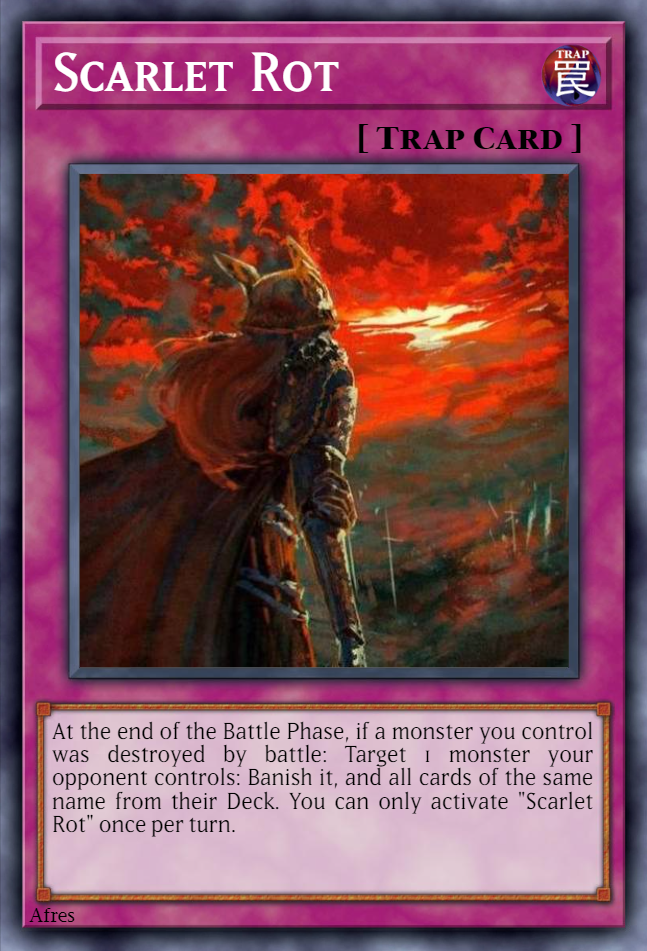 Scarlet Rot
TRAP
罠
[ Trap Card ]
At the end of the Battle Phase, if a monster you control
was destroyed by battle: Target 1 monster your
opponent controls: Banish it, and all cards of the same
name from their Deck. You can only activate "Scarlet
Rot" once per turn.
Afres